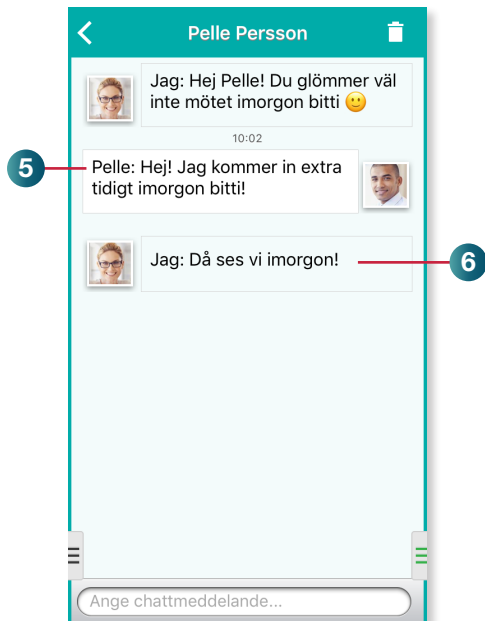 Pelle Persson
Jag: Hej Pelle! Du glömmer väl
inte mötet imorgon bitti 🙂
10:02
5
Pelle: Hej! Jag kommer in extra
tidigt imorgon bitti!
Jag: Då ses vi imorgon!
6
Ange chattmeddelande...